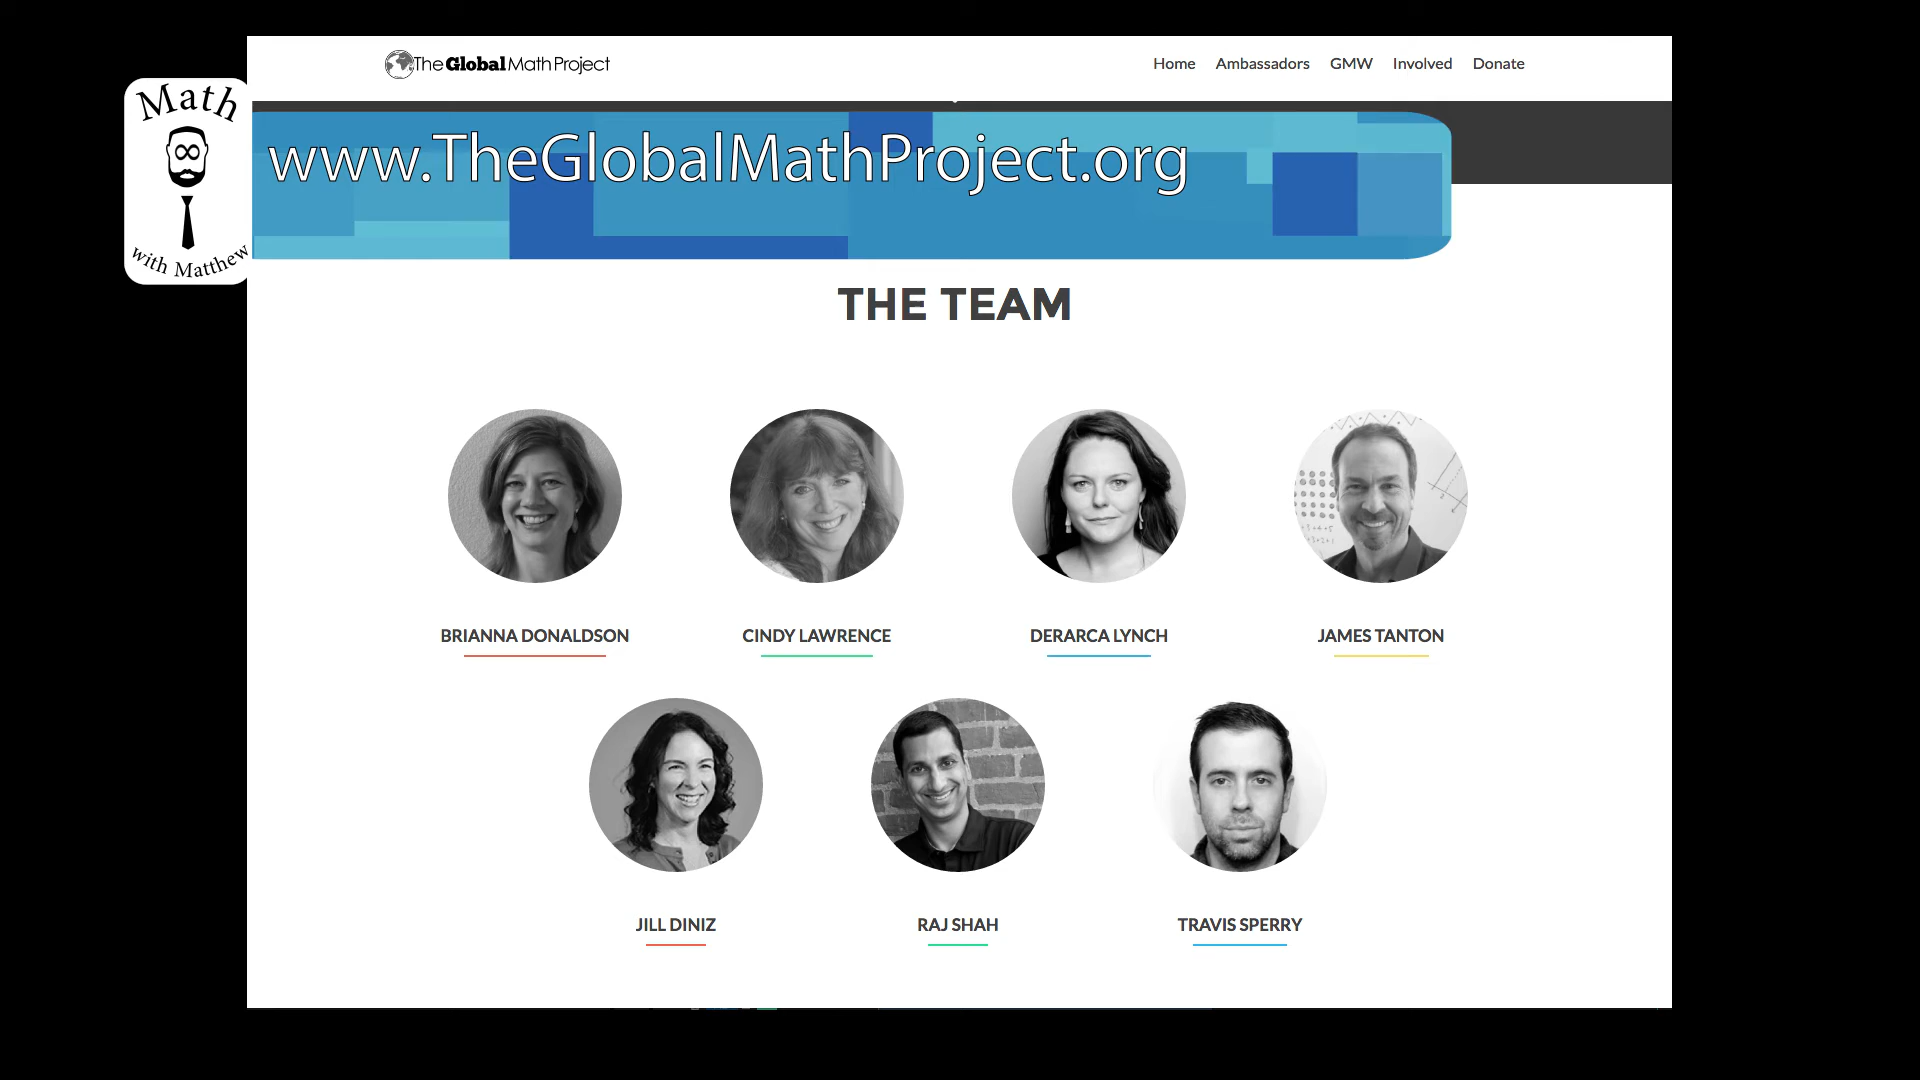 The Global Math Project
Home Ambassadors GMW Involved Donate
Math
with Matthew
www.TheGlobalMathProject.org
THE TEAM
BRIANNA DONALDSON
CINDY LAWRENCE
DERARCA LYNCH
JAMES TANTON
JILL DINIZ
RAJ SHAH
TRAVIS SPERRY